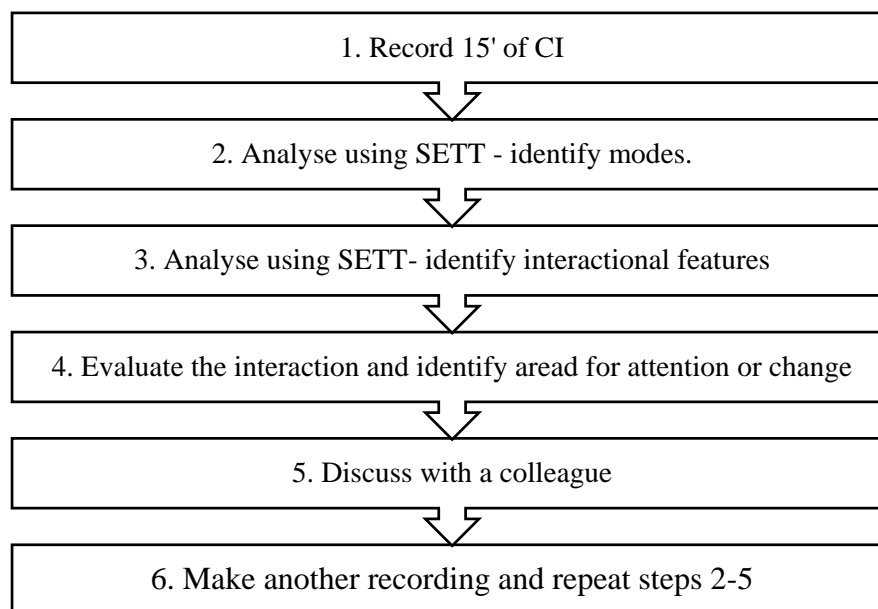 1. Record 15' of CI
2. Analyse using SETT - identify modes.
3. Analyse using SETT- identify interactional features
4. Evaluate the interaction and identify aread for attention or change
5. Discuss with a colleague
6. Make another recording and repeat steps 2-5